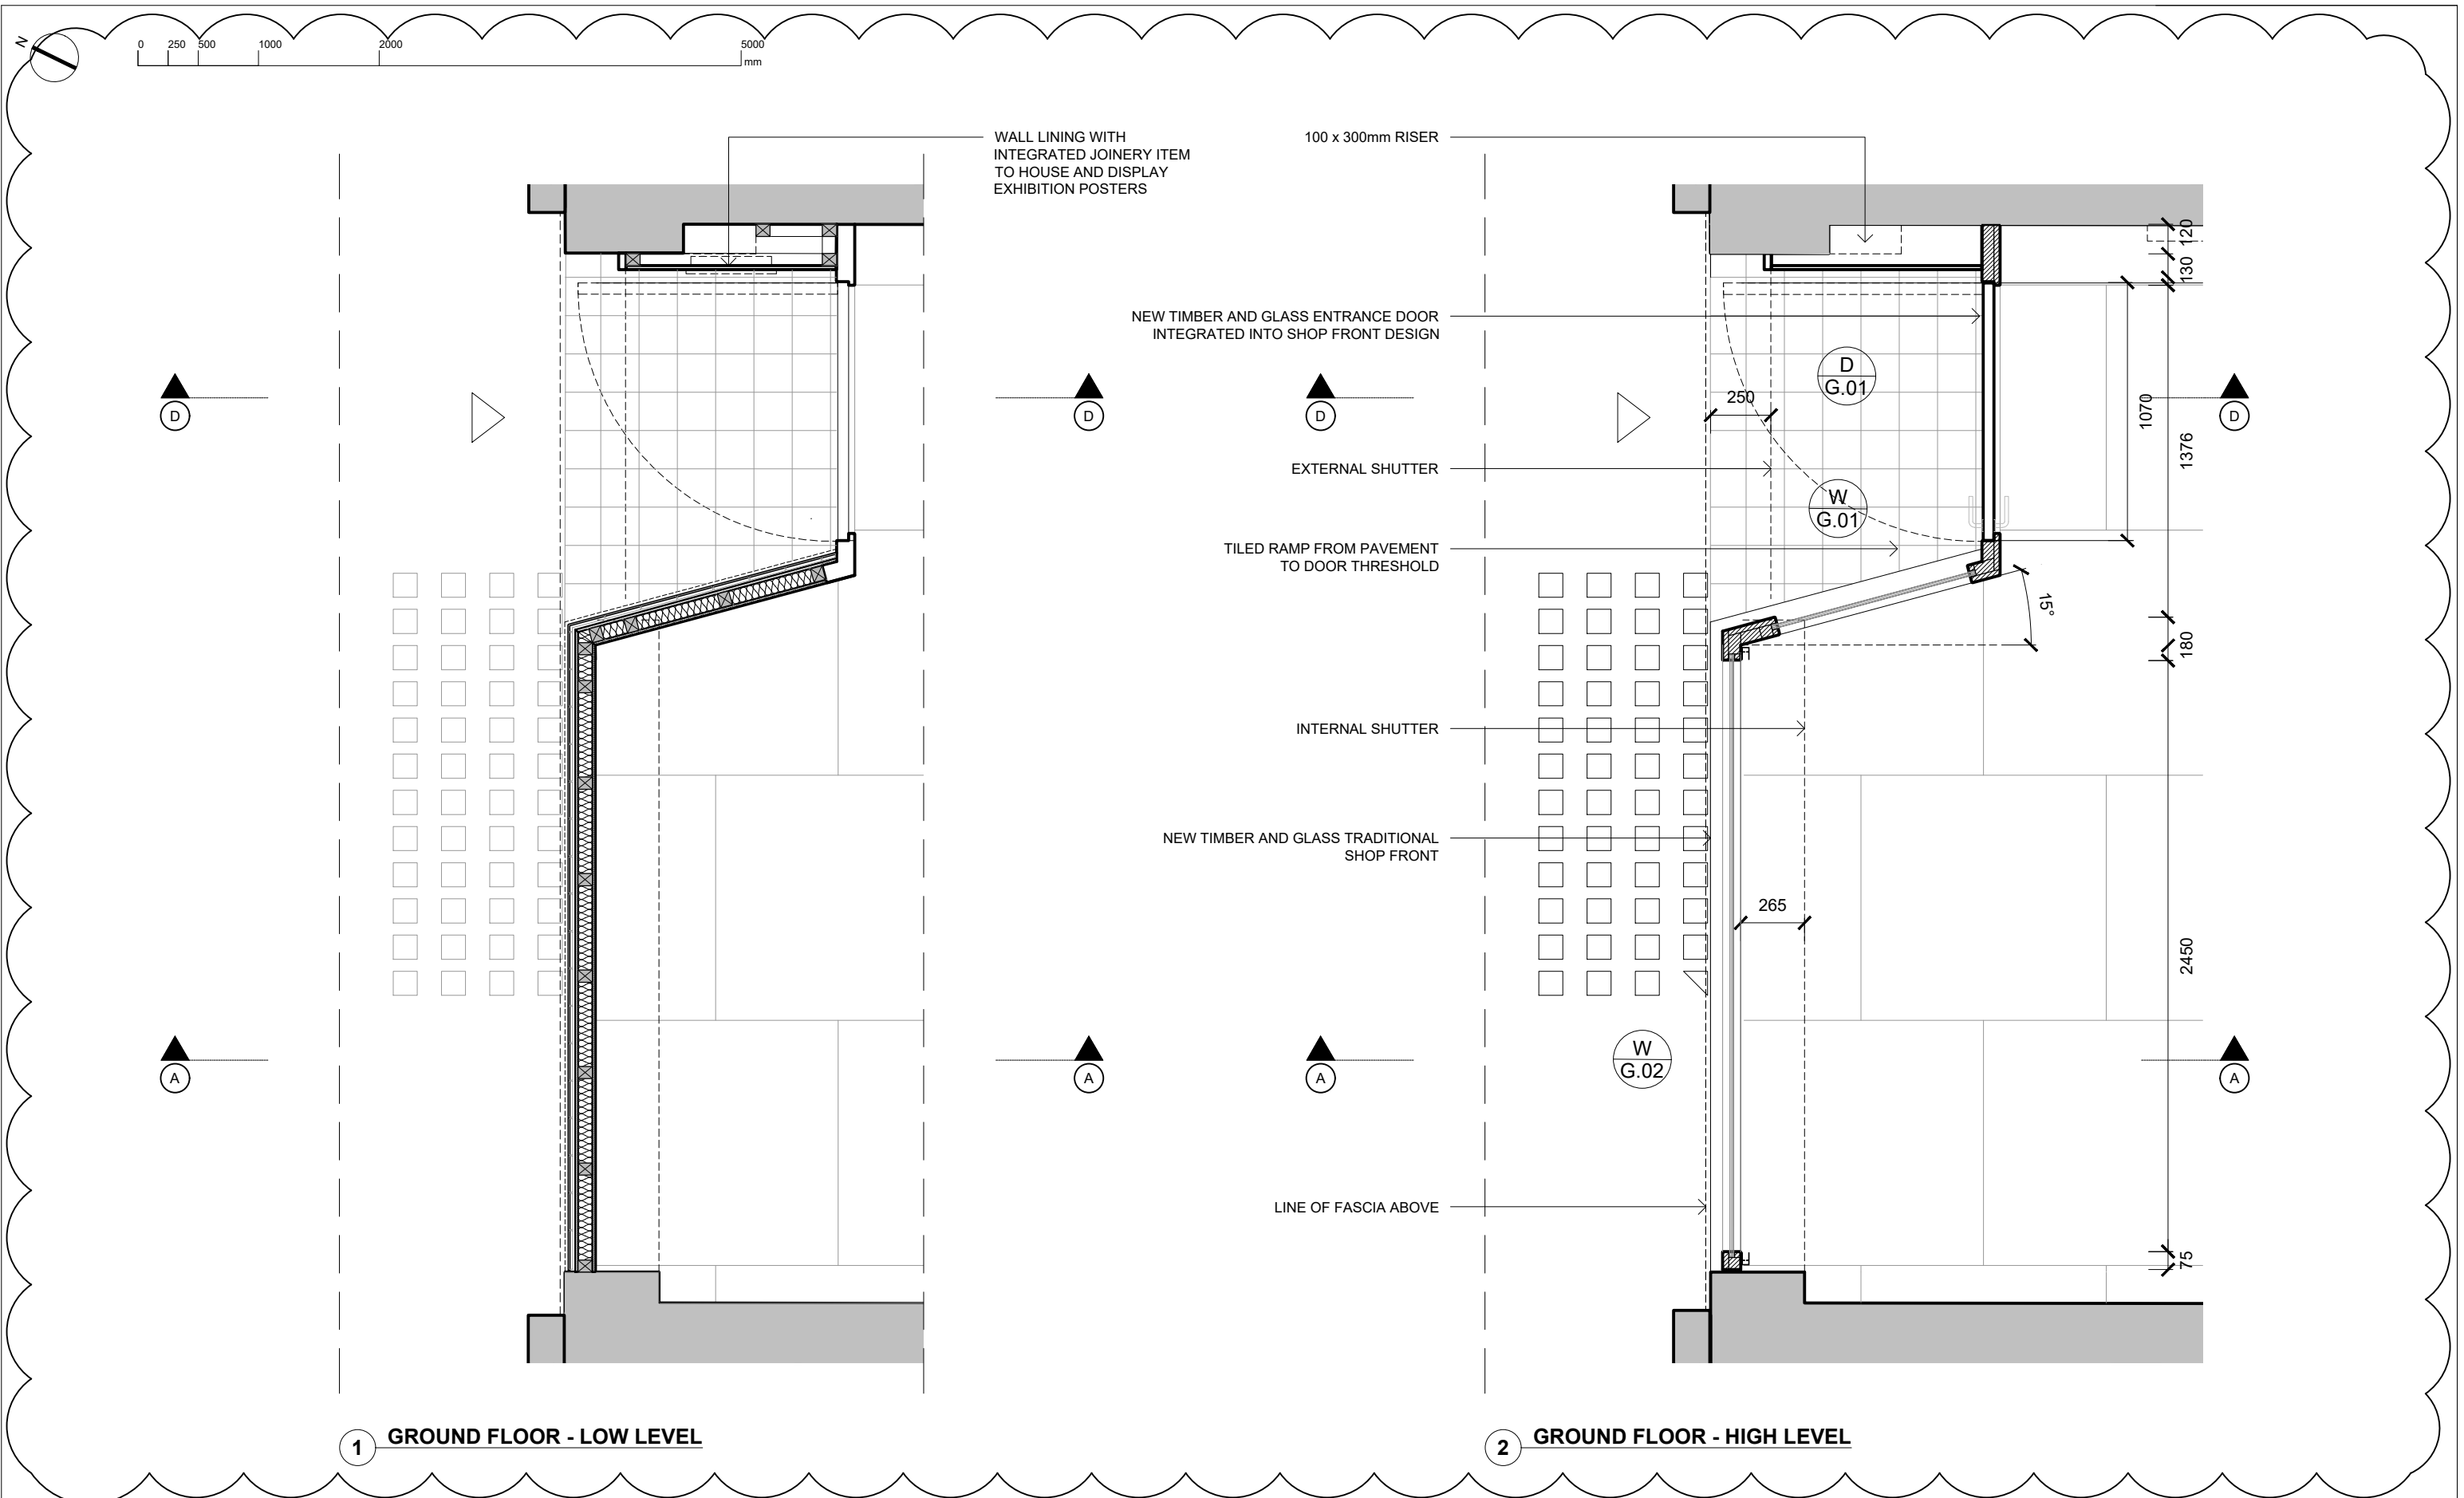 N
0 250 500 1000 2000 5000
mm
WALL LINING WITH
INTEGRATED JOINERY ITEM
TO HOUSE AND DISPLAY
EXHIBITION POSTERS
100 x 300mm RISER
120
130
NEW TIMBER AND GLASS ENTRANCE DOOR
INTEGRATED INTO SHOP FRONT DESIGN
D
G.01
250
1070
1376
D
D
D
D
EXTERNAL SHUTTER
W
G.01
TILED RAMP FROM PAVEMENT
TO DOOR THRESHOLD
15°
180
INTERNAL SHUTTER
NEW TIMBER AND GLASS TRADITIONAL
SHOP FRONT
265
2450
W
G.02
A
A
A
A
LINE OF FASCIA ABOVE
75
1 GROUND FLOOR - LOW LEVEL
2 GROUND FLOOR - HIGH LEVEL